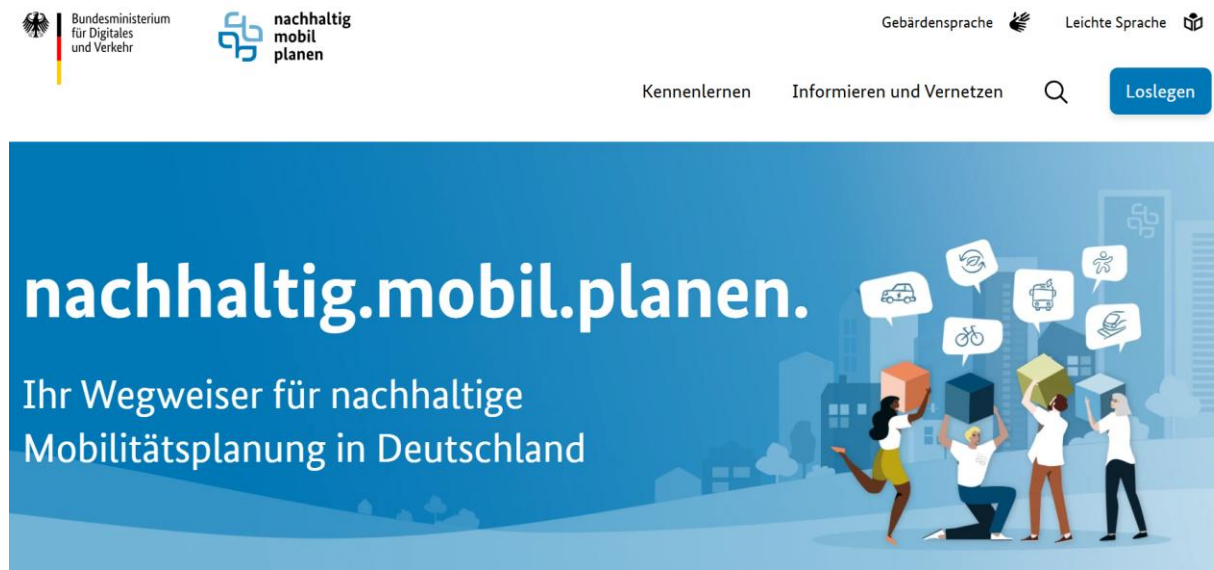 Bundesministerium
für Digitales
und Verkehr
nachhaltig
mobil
planen
Gebärdensprache
Leichte Sprache
Kennenlernen
Informieren und Vernetzen
Loslegen
nachhaltig.mobil.planen.
Ihr Wegweiser für nachhaltige
Mobilitätsplanung in Deutschland